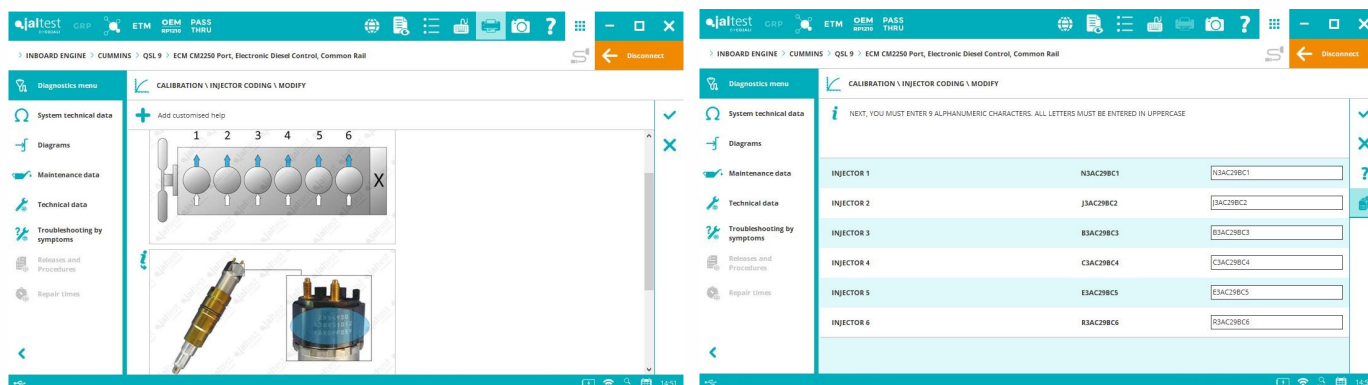 jaltest GRP ETM OEM RP1210 PASS THRU
> INBOARD ENGINE > CUMMINS > QSL 9 > ECM CM2250 Port, Electronic Diesel Control, Common Rail
Disconnect
Diagnostics menu
CALIBRATION \ INJECTOR CODING \ MODIFY
System technical data
Add customised help
Diagrams
Maintenance data
Technical data
Troubleshooting by symptoms
Releases and Procedures
Repair times
1 2 3 4 5 6
X
14:51
jaltest GRP ETM OEM RP1210 PASS THRU
> INBOARD ENGINE > CUMMINS > QSL 9 > ECM CM2250 Port, Electronic Diesel Control, Common Rail
Disconnect
Diagnostics menu
CALIBRATION \ INJECTOR CODING \ MODIFY
System technical data
NEXT, YOU MUST ENTER 9 ALPHANUMERIC CHARACTERS. ALL LETTERS MUST BE ENTERED IN UPPERCASE
Diagrams
Maintenance data
Technical data
Troubleshooting by symptoms
Releases and Procedures
Repair times
INJECTOR 1 N3AC29BC1 N3AC29BC1
INJECTOR 2 J3AC29BC2 J3AC29BC2
INJECTOR 3 B3AC29BC3 B3AC29BC3
INJECTOR 4 C3AC29BC4 C3AC29BC4
INJECTOR 5 E3AC29BC5 E3AC29BC5
INJECTOR 6 R3AC29BC6 R3AC29BC6